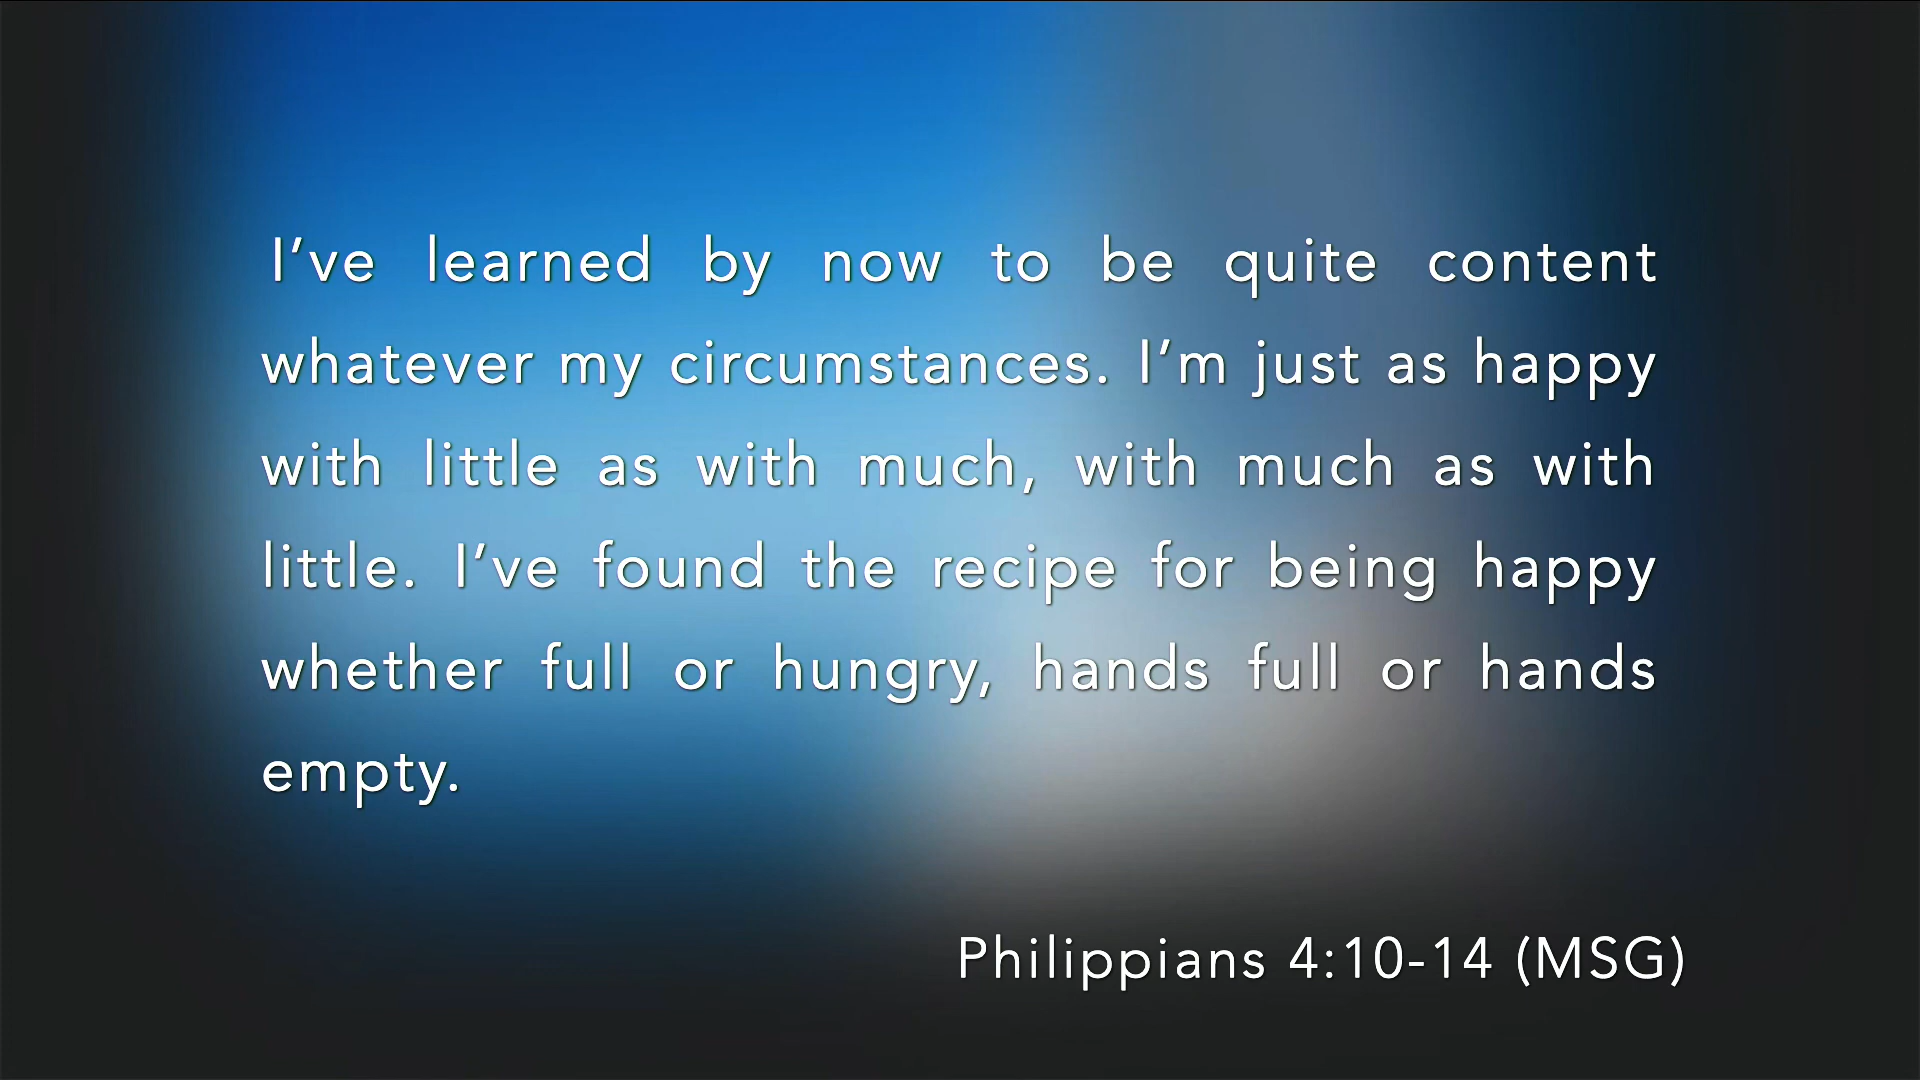 I’ve learned by now to be quite content
whatever my circumstances. I’m just as happy
with little as with much, with much as with
little. I’ve found the recipe for being happy
whether full or hungry, hands full or hands
empty.
Philippians 4:10-14 (MSG)